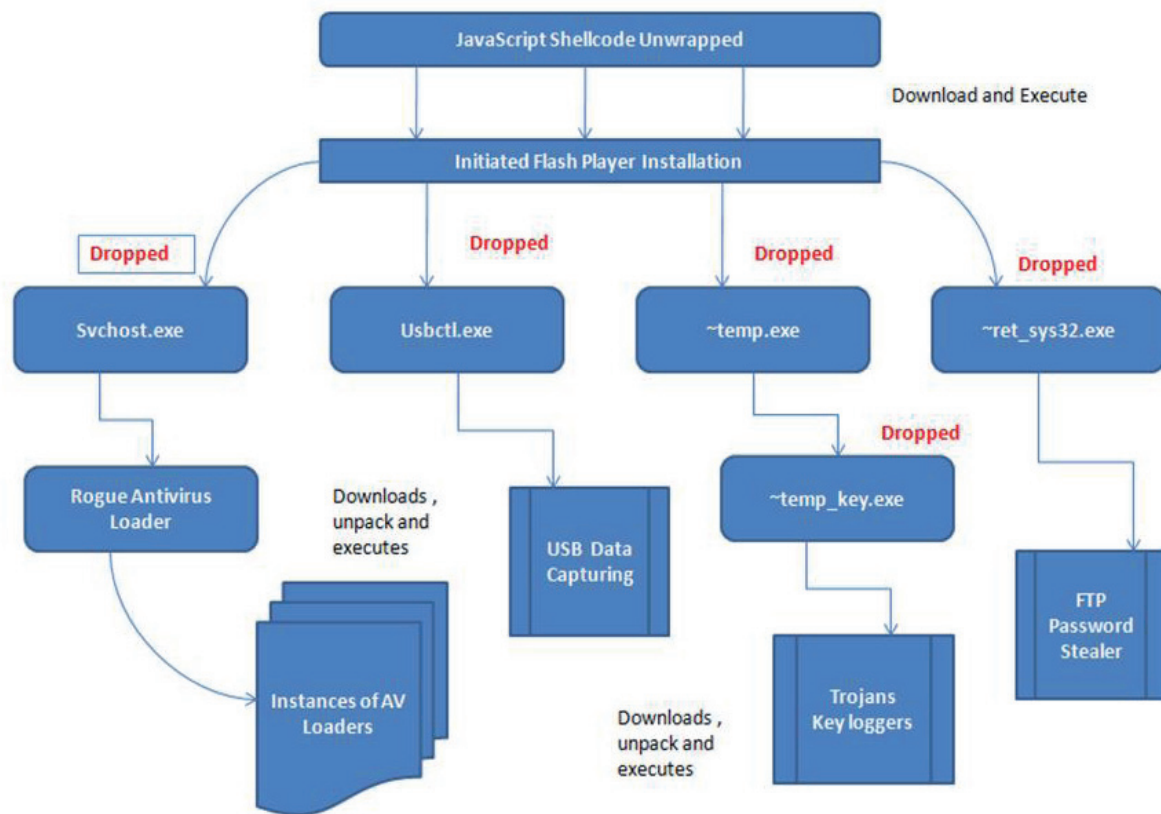 JavaScript Shellcode Unwrapped
Download and Execute
Initiated Flash Player Installation
Dropped
Dropped
Dropped
Dropped
Svchost.exe
Usbctl.exe
~temp.exe
~ret_sys32.exe
Dropped
Rogue Antivirus
Loader
Downloads ,
unpack and
executes
USB Data
Capturing
~temp_key.exe
FTP
Password
Stealer
Instances of AV
Loaders
Downloads ,
unpack and
executes
Trojans
Key loggers